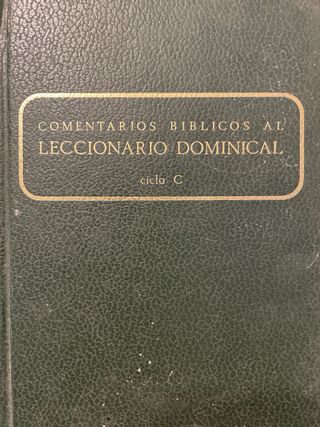 COMENTARIOS BIBLICOS AL
LECCIONARIO DOMINICAL
ciclo C